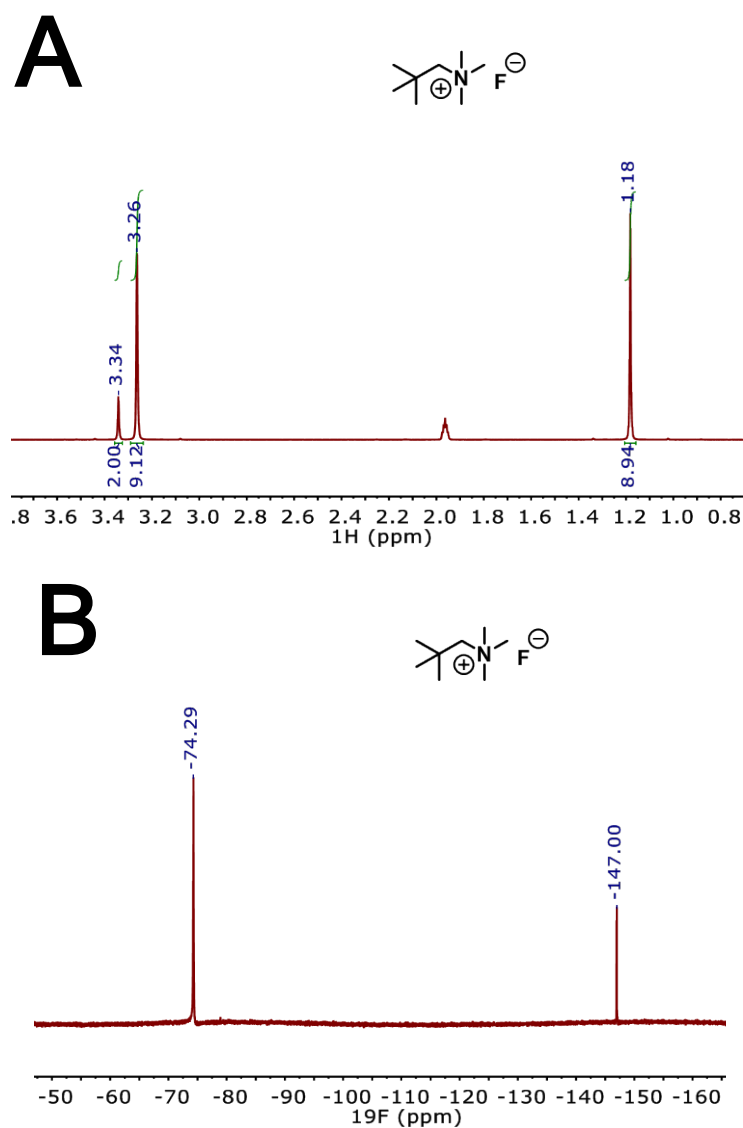 A
N
F
⊕
⊖
1.18
3.26
3.34
2.00
9.12
8.94
.8 3.6 3.4 3.2 3.0 2.8 2.6 2.4 2.2 2.0 1.8 1.6 1.4 1.2 1.0 0.8
1H (ppm)
B
N
F
⊕
⊖
-74.29
-147.00
-50 -60 -70 -80 -90 -100 -110 -120 -130 -140 -150 -160
19F (ppm)